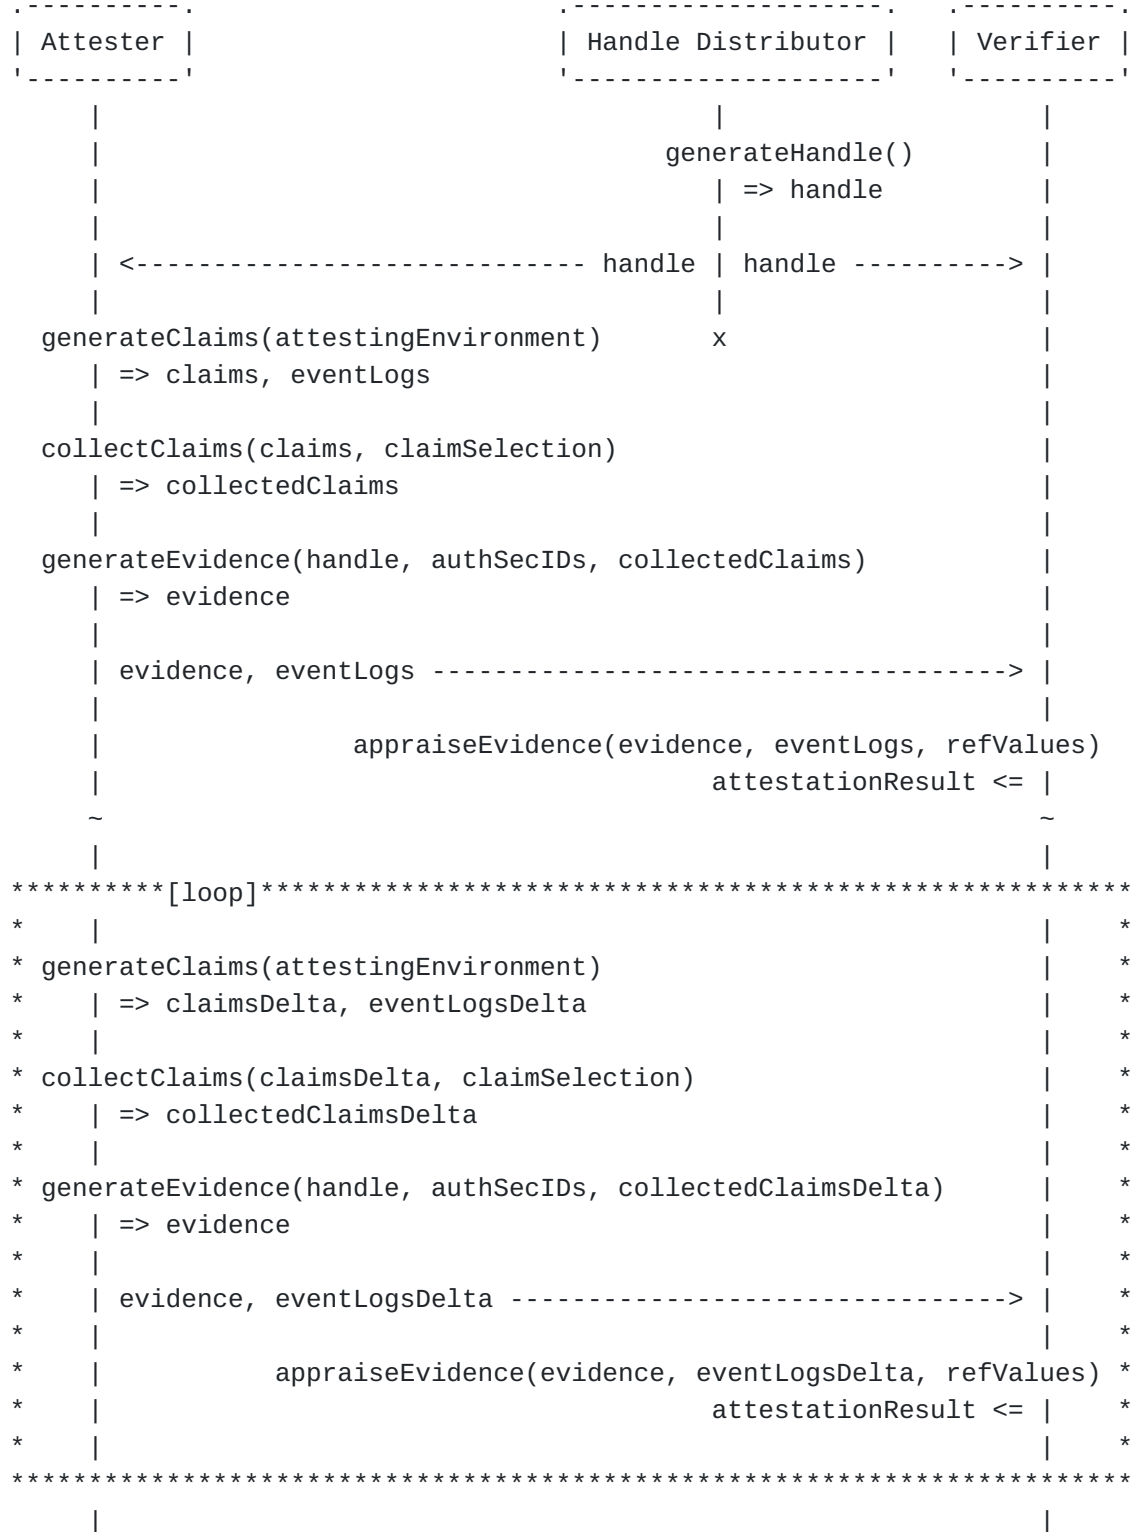 .----------.                        .--------------------.   .----------.
| Attester |                        | Handle Distributor |   | Verifier |
'----------'                        '--------------------'   '----------'
     |                                       |                    |
     |                                    generateHandle()        |
     |                                       | => handle          |
     |                                       |                    |
     | <----------------------------- handle | handle ----------> |
     |                                       |                    |
  generateClaims(attestingEnvironment)       x                    |
     | => claims, eventLogs                                       |
     |                                                            |
  collectClaims(claims, claimSelection)                           |
     | => collectedClaims                                         |
     |                                                            |
  generateEvidence(handle, authSecIDs, collectedClaims)           |
     | => evidence                                                |
     |                                                            |
     | evidence, eventLogs -------------------------------------> |
     |                                                            |
     |                appraiseEvidence(evidence, eventLogs, refValues)
     |                                       attestationResult <= |
     ~                                                            ~
     |                                                            |
**********[loop]********************************************************
*    |                                                            |    *
* generateClaims(attestingEnvironment)                            |    *
*    | => claimsDelta, eventLogsDelta                             |    *
*    |                                                            |    *
* collectClaims(claimsDelta, claimSelection)                      |    *
*    | => collectedClaimsDelta                                    |    *
*    |                                                            |    *
* generateEvidence(handle, authSecIDs, collectedClaimsDelta)      |    *
*    | => evidence                                                |    *
*    |                                                            |    *
*    | evidence, eventLogsDelta --------------------------------> |    *
*    |                                                            |    *
*    |           appraiseEvidence(evidence, eventLogsDelta, refValues) *
*    |                                       attestationResult <= |    *
*    |                                                            |    *
************************************************************************
     |                                                            |